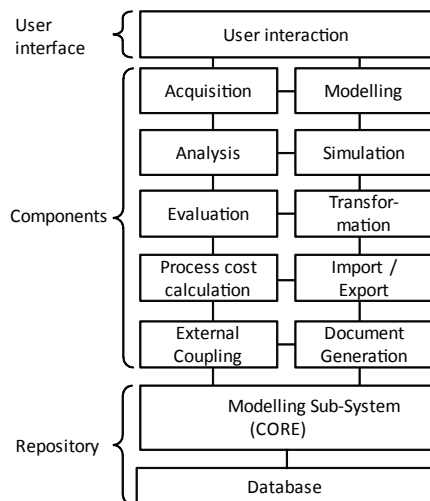 User
interface
User interaction
Components
Acquisition
Modelling
Analysis
Simulation
Evaluation
Transfor-
mation
Process cost
calculation
Import /
Export
External
Coupling
Document
Generation
Repository
Modelling Sub-System
(CORE)
Database